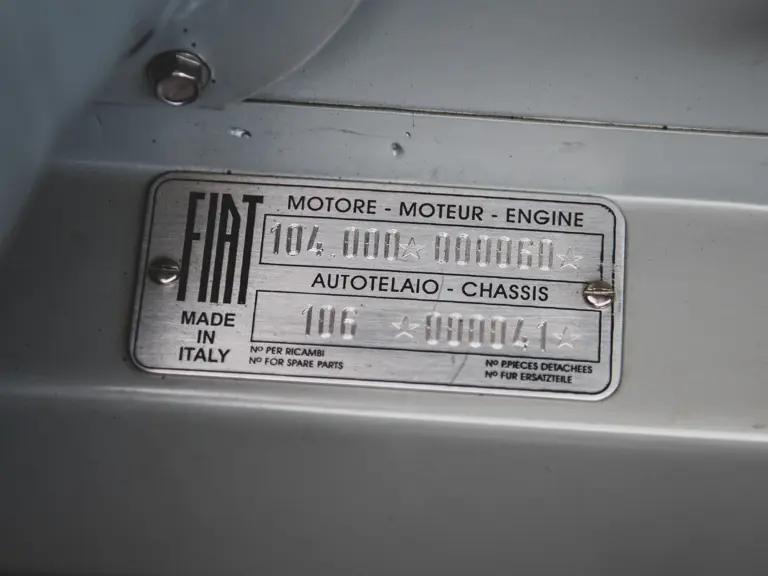 FIAT
MADE
IN
ITALY
MOTORE - MOTEUR - ENGINE
104.000☆ 000060☆
AUTOTELAIO - CHASSIS
106 ☆000041☆
Nº PER RICAMBI
Nº FOR SPARE PARTS
Nº P.PIECES DETACHEES
Nº FUR ERSATZTEILE